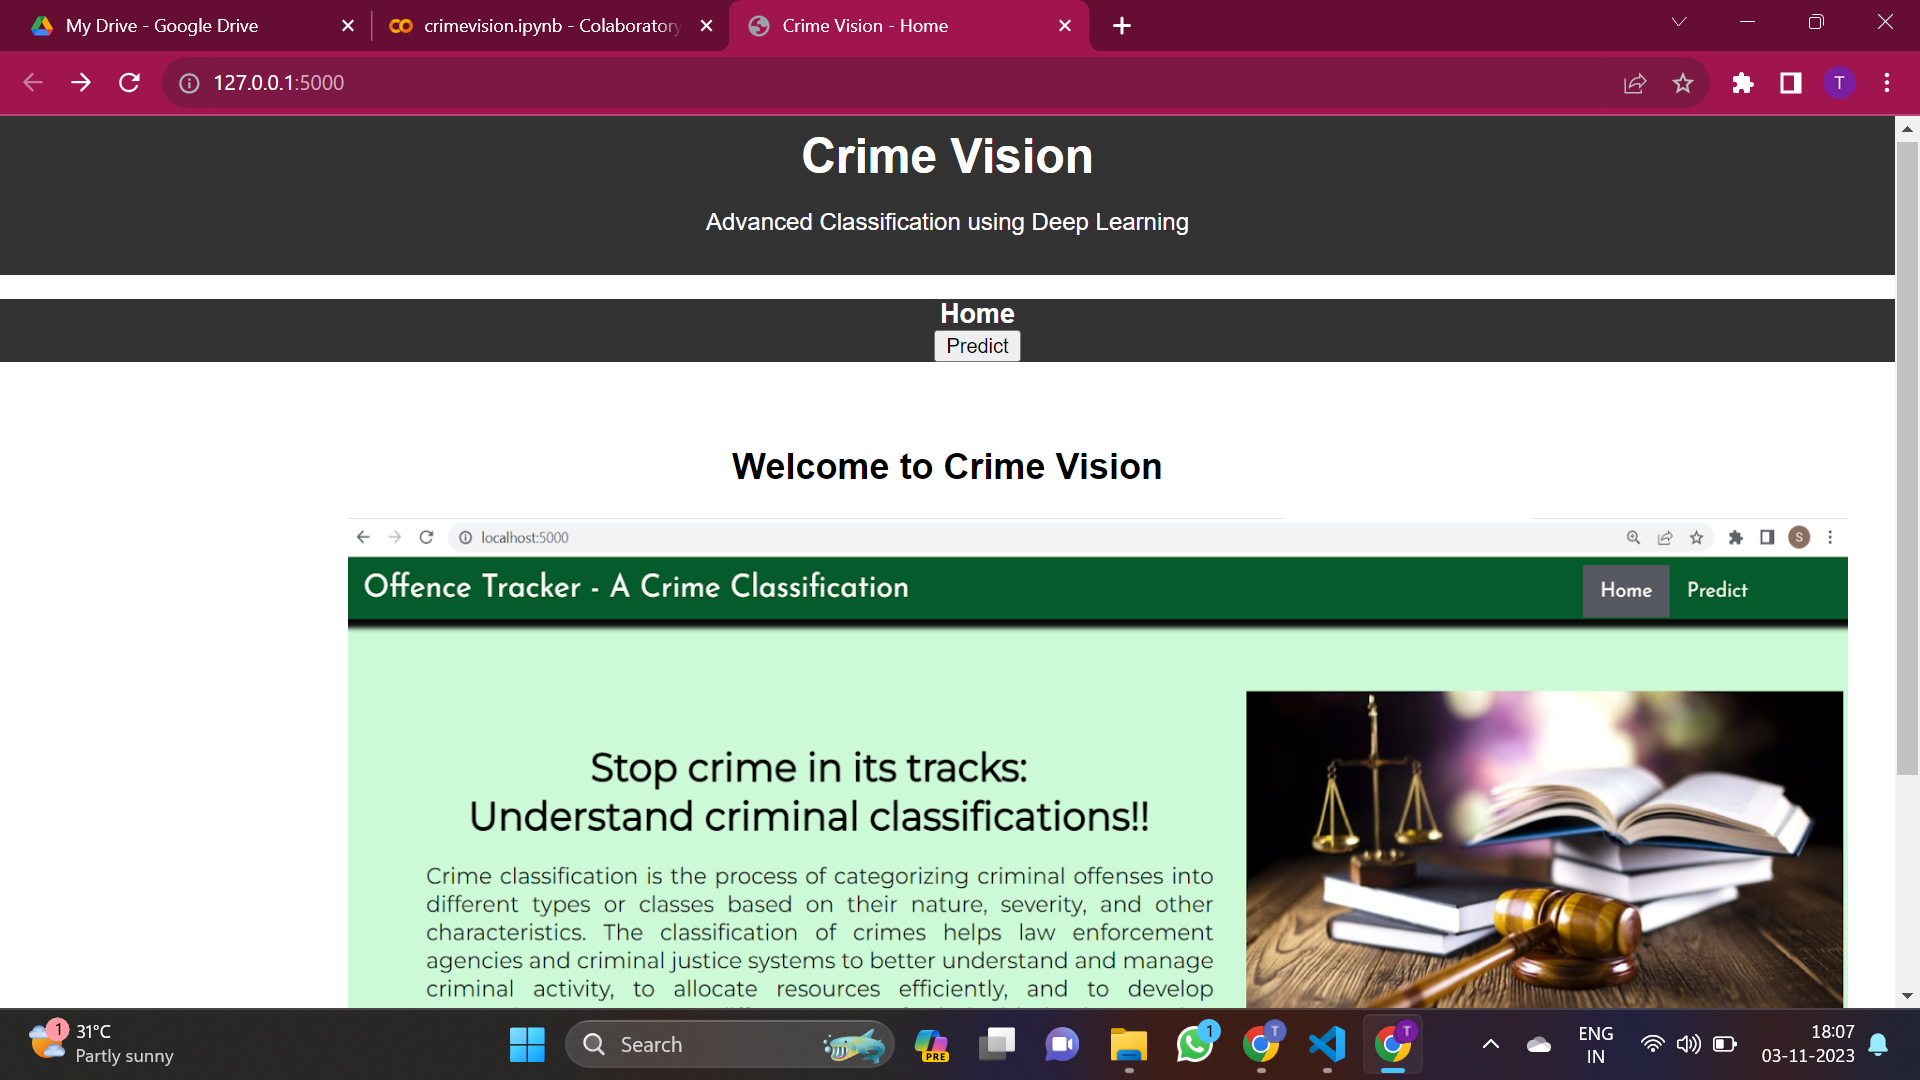 My Drive - Google Drive
crimevision.ipynb - Colaboratory
Crime Vision - Home
127.0.0.1:5000
T
Crime Vision
Advanced Classification using Deep Learning
Home
Predict
Welcome to Crime Vision
localhost:5000
S
Offence Tracker - A Crime Classification
Home
Predict
Stop crime in its tracks:
Understand criminal classifications!!
Crime classification is the process of categorizing criminal offenses into
different types or classes based on their nature, severity, and other
characteristics. The classification of crimes helps law enforcement
agencies and criminal justice systems to better understand and manage
criminal activity, to allocate resources efficiently, and to develop
1
31°C
Partly sunny
Search
PRE
1
T
T
ENG
IN
18:07
03-11-2023